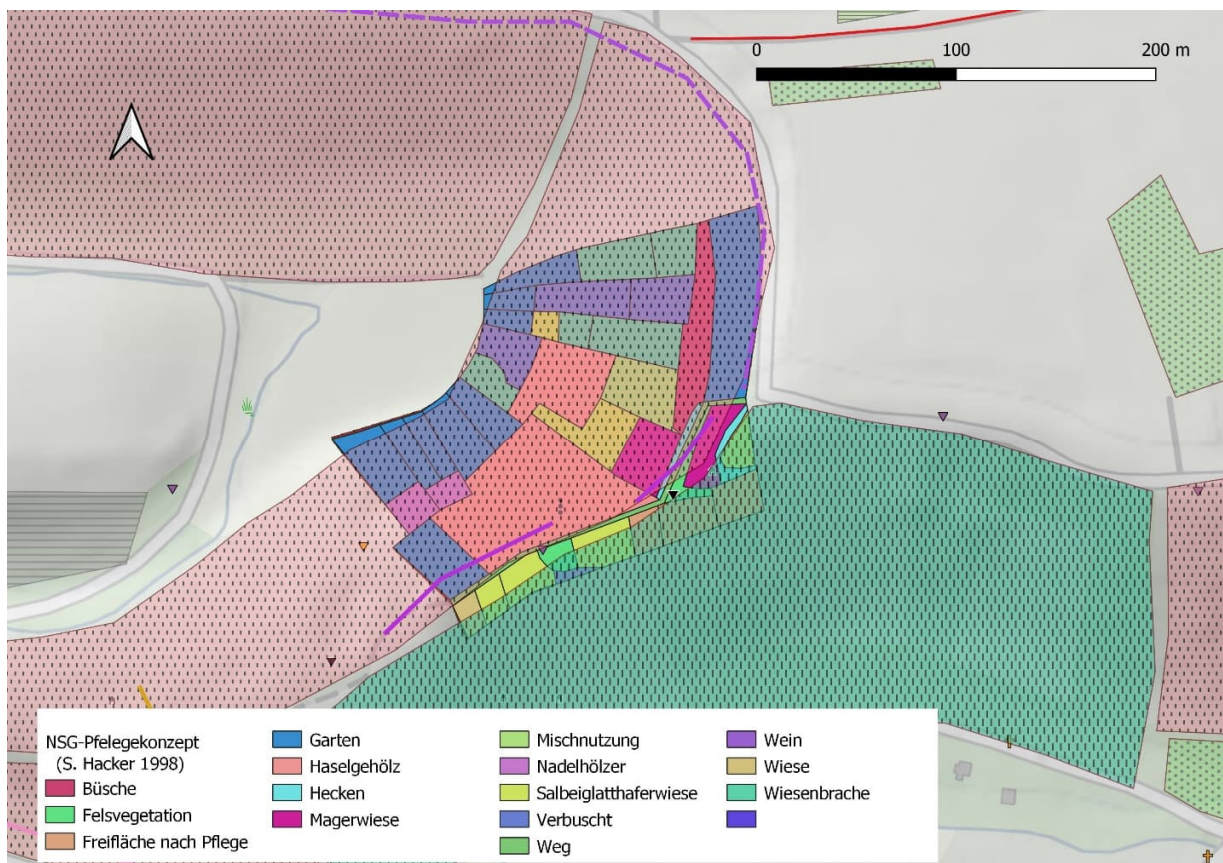 0 100 200 m
NSG-Pfelegekonzept
(S. Hacker 1998)
Büsche
Felsvegetation
Freifläche nach Pflege
Garten
Haselgehölz
Hecken
Magerwiese
Mischnutzung
Nadelhölzer
Salbeiglatthaferwiese
Verbuscht
Weg
Wein
Wiese
Wiesenbrache